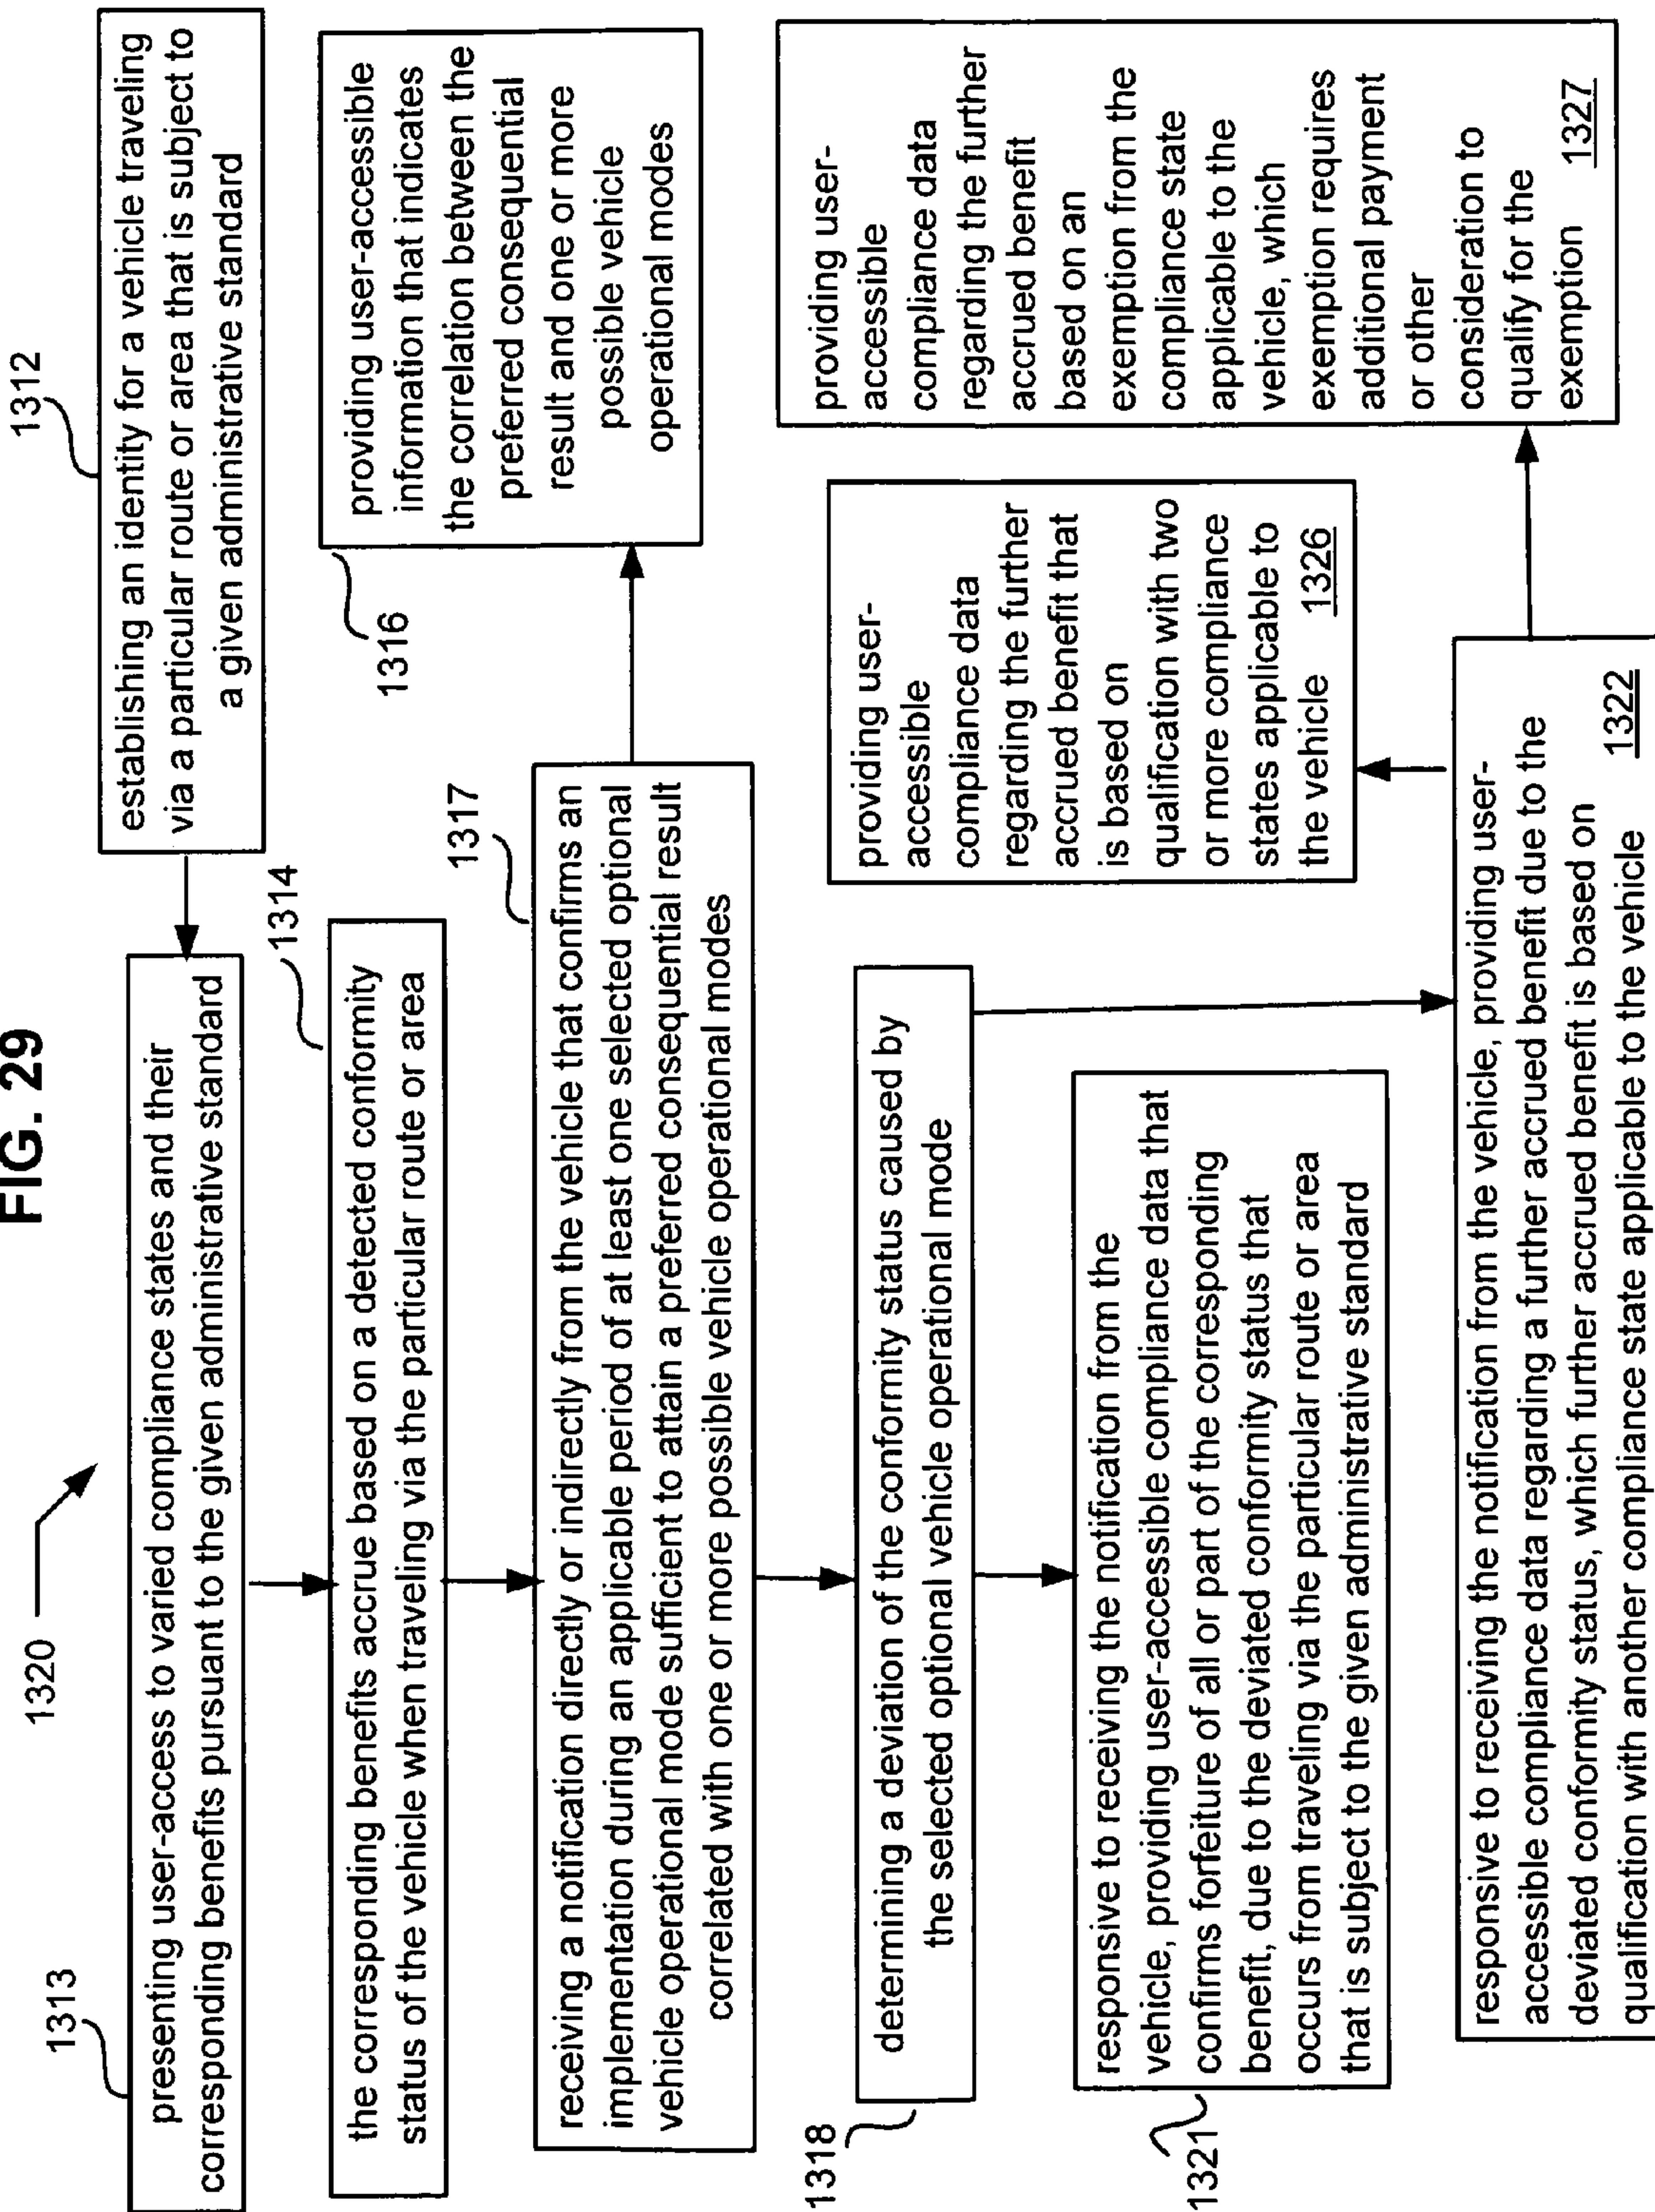 FIG. 29
1320
1312
establishing an identity for a vehicle traveling
via a particular route or area that is subject to
a given administrative standard
1313
presenting user-access to varied compliance states and their
corresponding benefits pursuant to the given administrative standard
1314
the corresponding benefits accrue based on a detected conformity
status of the vehicle when traveling via the particular route or area
1316
providing user-accessible
information that indicates
the correlation between the
preferred consequential
result and one or more
possible vehicle
operational modes
1317
receiving a notification directly or indirectly from the vehicle that confirms an
implementation during an applicable period of at least one selected optional
vehicle operational mode sufficient to attain a preferred consequential result
correlated with one or more possible vehicle operational modes
1318
determining a deviation of the conformity status caused by
the selected optional vehicle operational mode
1321
responsive to receiving the notification from the
vehicle, providing user-accessible compliance data that
confirms forfeiture of all or part of the corresponding
benefit, due to the deviated conformity status that
occurs from traveling via the particular route or area
that is subject to the given administrative standard
responsive to receiving the notification from the vehicle, providing user-
accessible compliance data regarding a further accrued benefit due to the
deviated conformity status, which further accrued benefit is based on
qualification with another compliance state applicable to the vehicle
1322
providing user-
accessible
compliance data
regarding the further
accrued benefit that
is based on
qualification with two
or more compliance
states applicable to
the vehicle 1326
providing user-
accessible
compliance data
regarding the further
accrued benefit
based on an
exemption from the
compliance state
applicable to the
vehicle, which
exemption requires
additional payment
or other
consideration to
qualify for the
exemption 1327